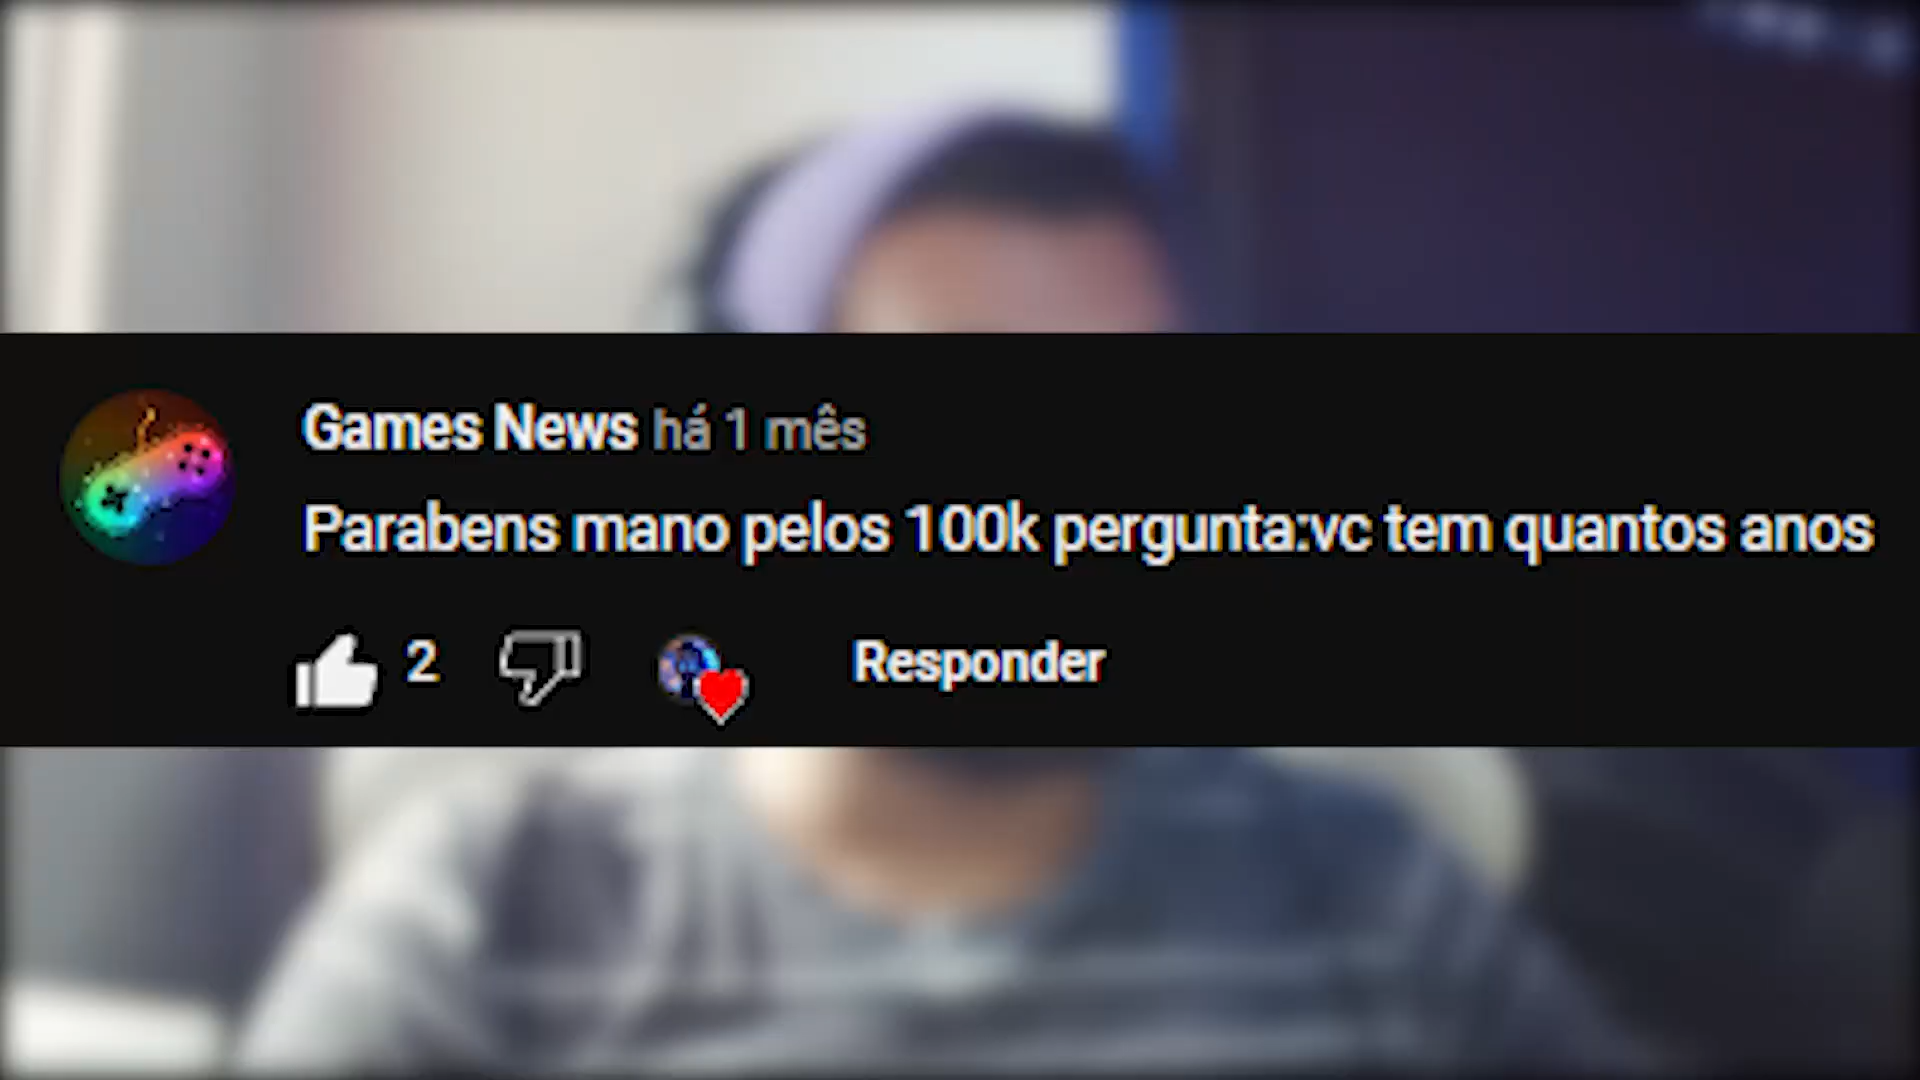 Games News há 1 mês
Parabens mano pelos 100k pergunta:vc tem quantos anos
2 Responder